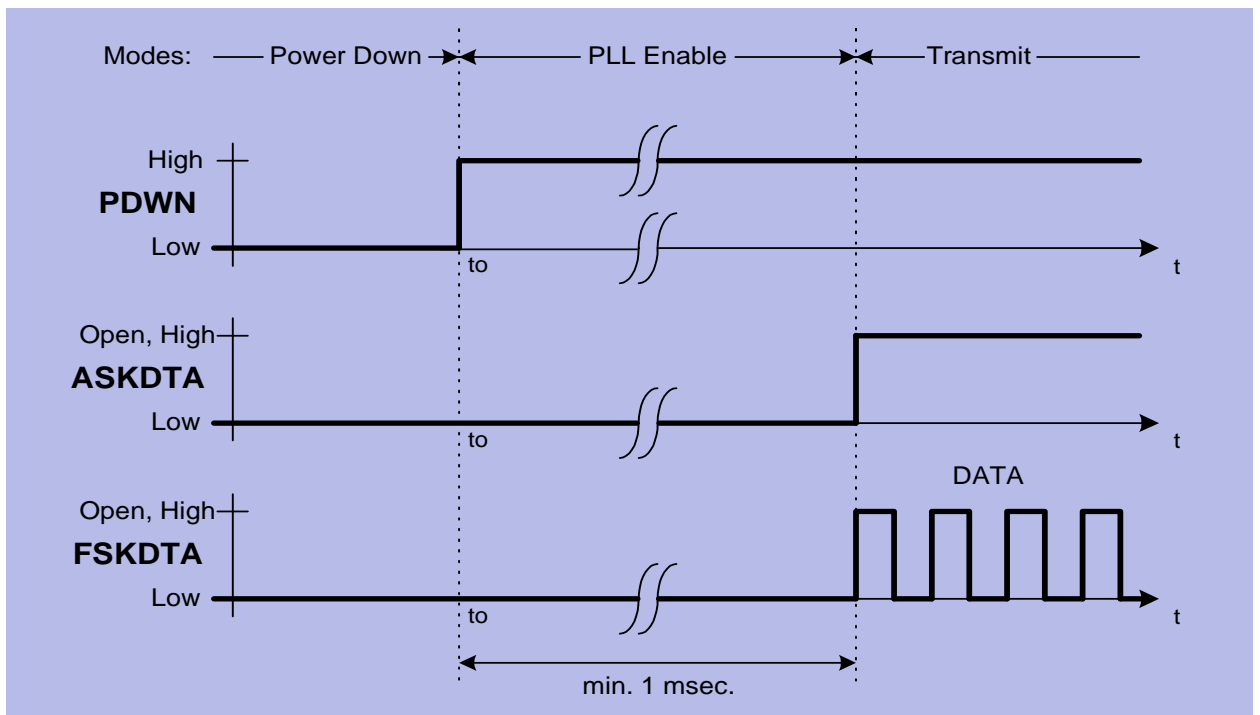 Modes: Power Down PLL Enable Transmit
High
PDWN
Low
to
t
Open, High
ASKDTA
Low
to
t
DATA
Open, High
FSKDTA
Low
to
t
min. 1 msec.